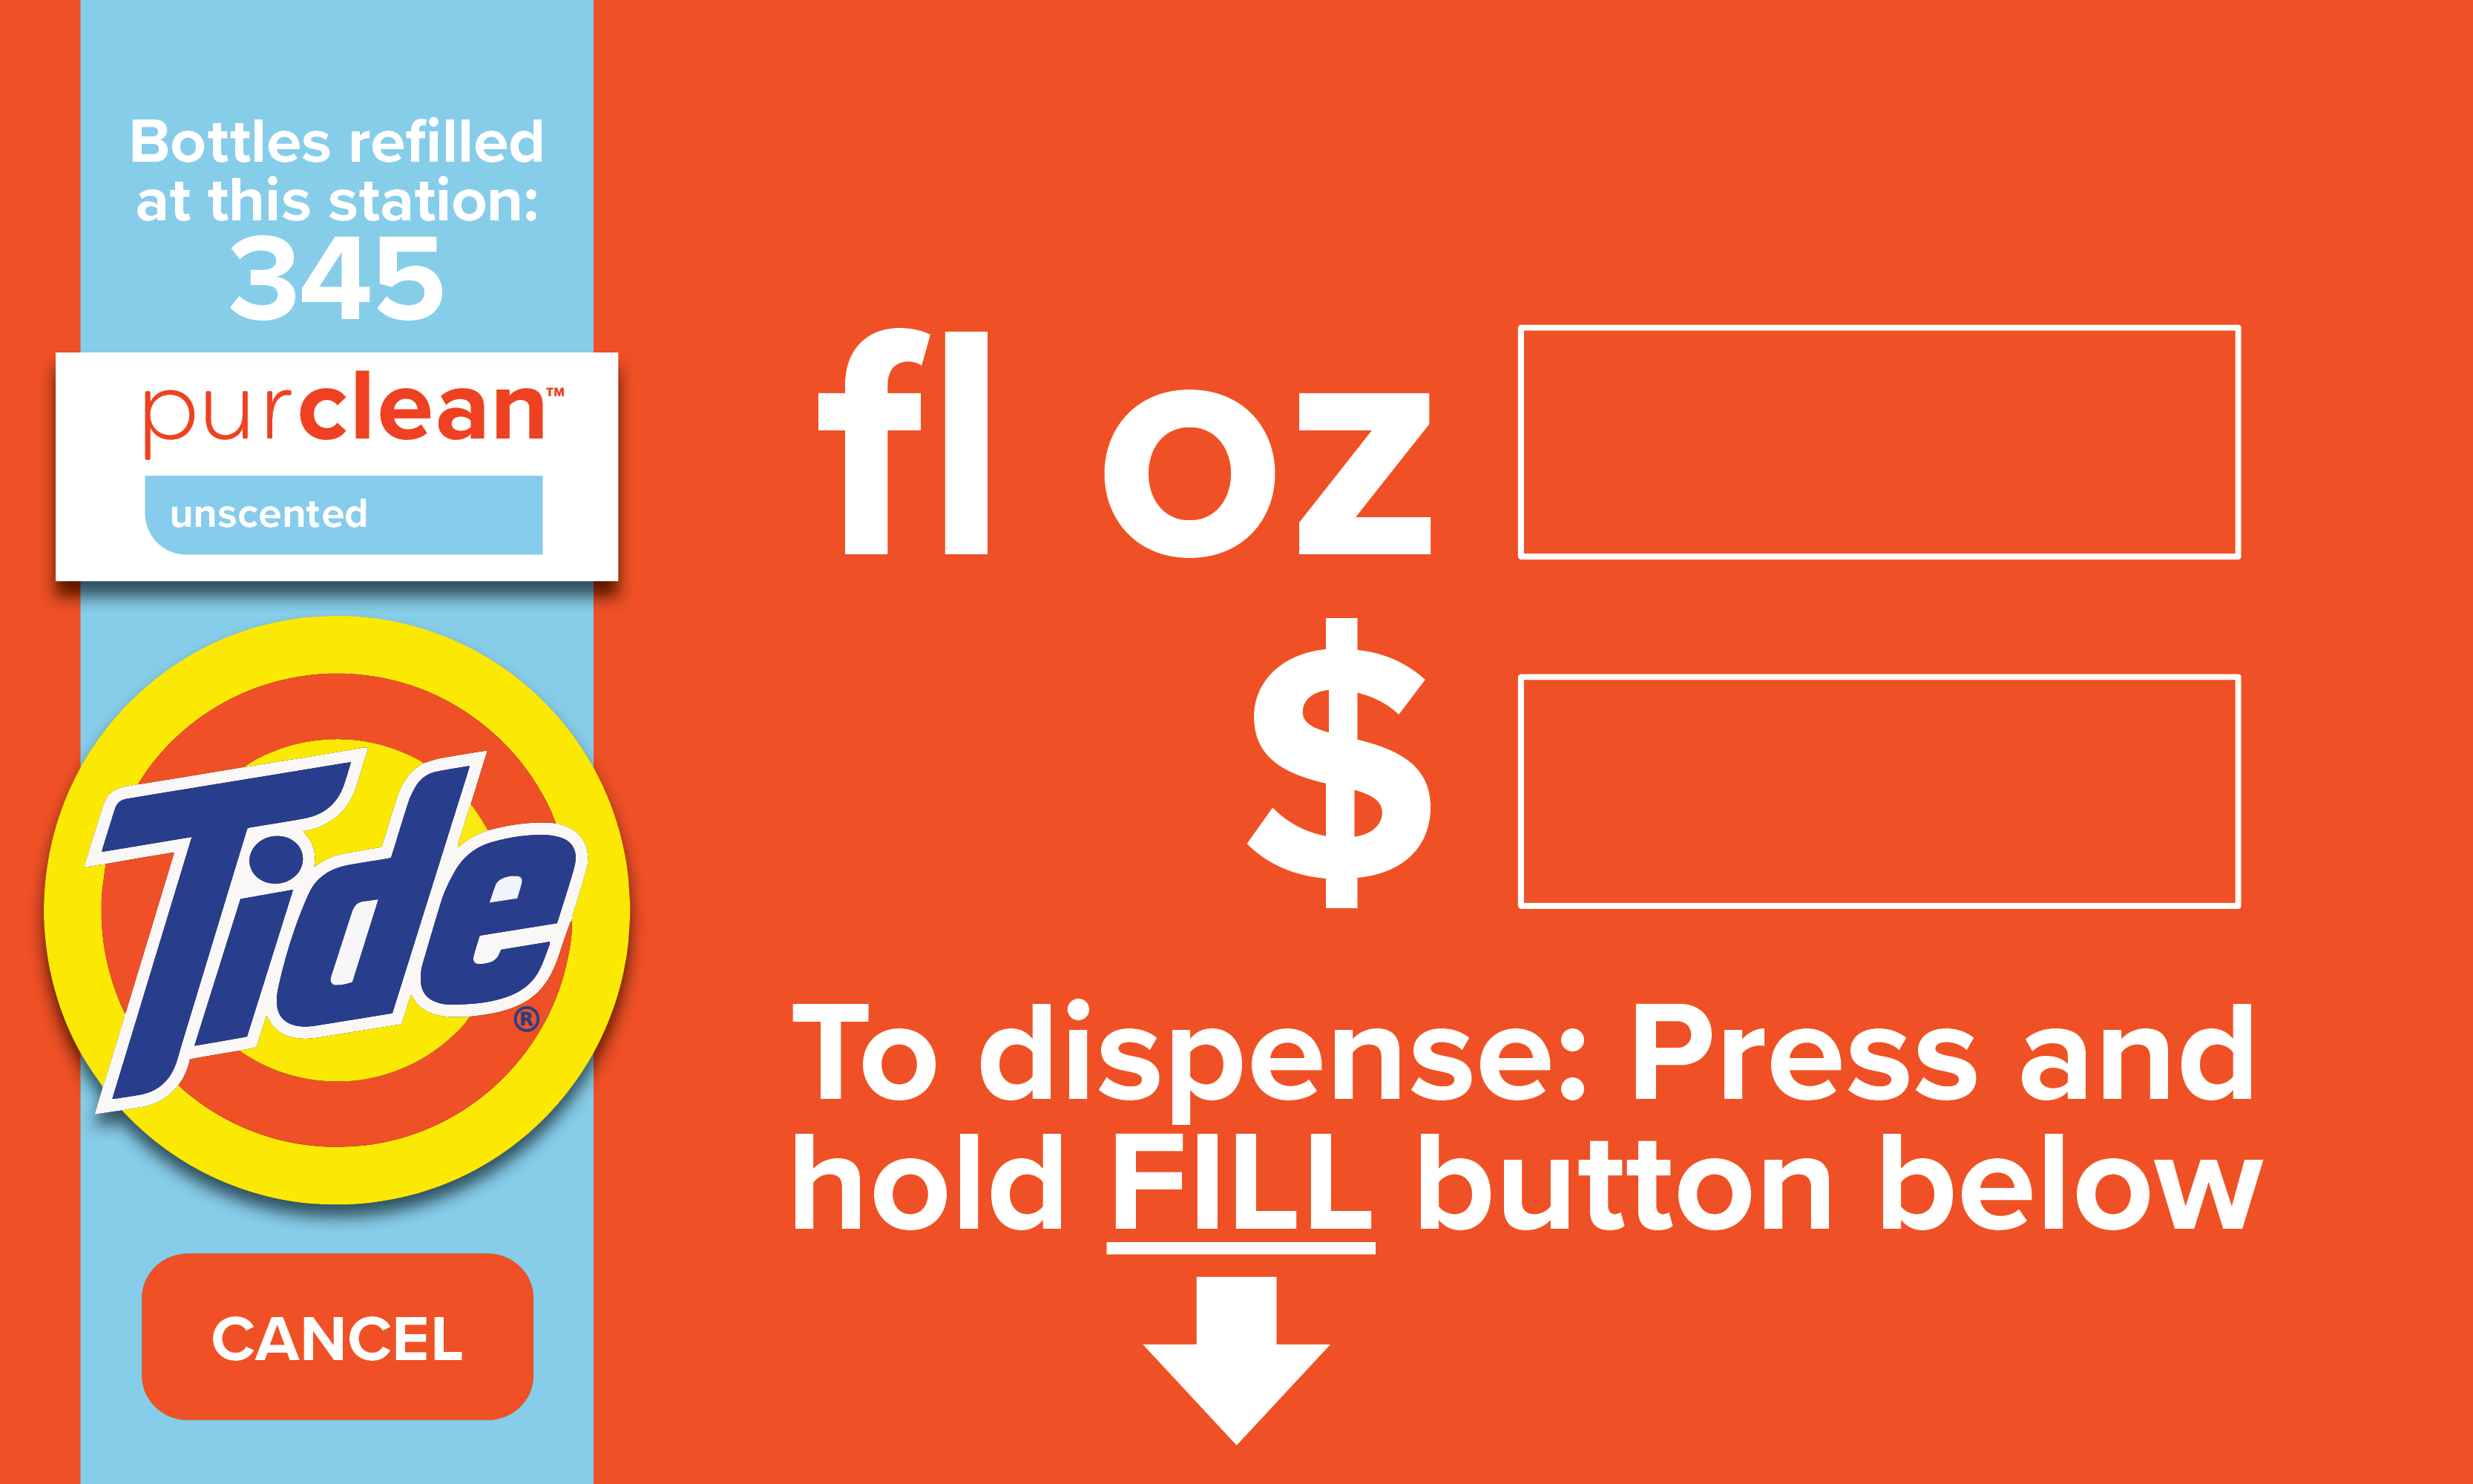 Bottles refilled
at this station:
345
purclean™
unscented
Tide®
CANCEL
fl oz
$
To dispense: Press and
hold FILL button below